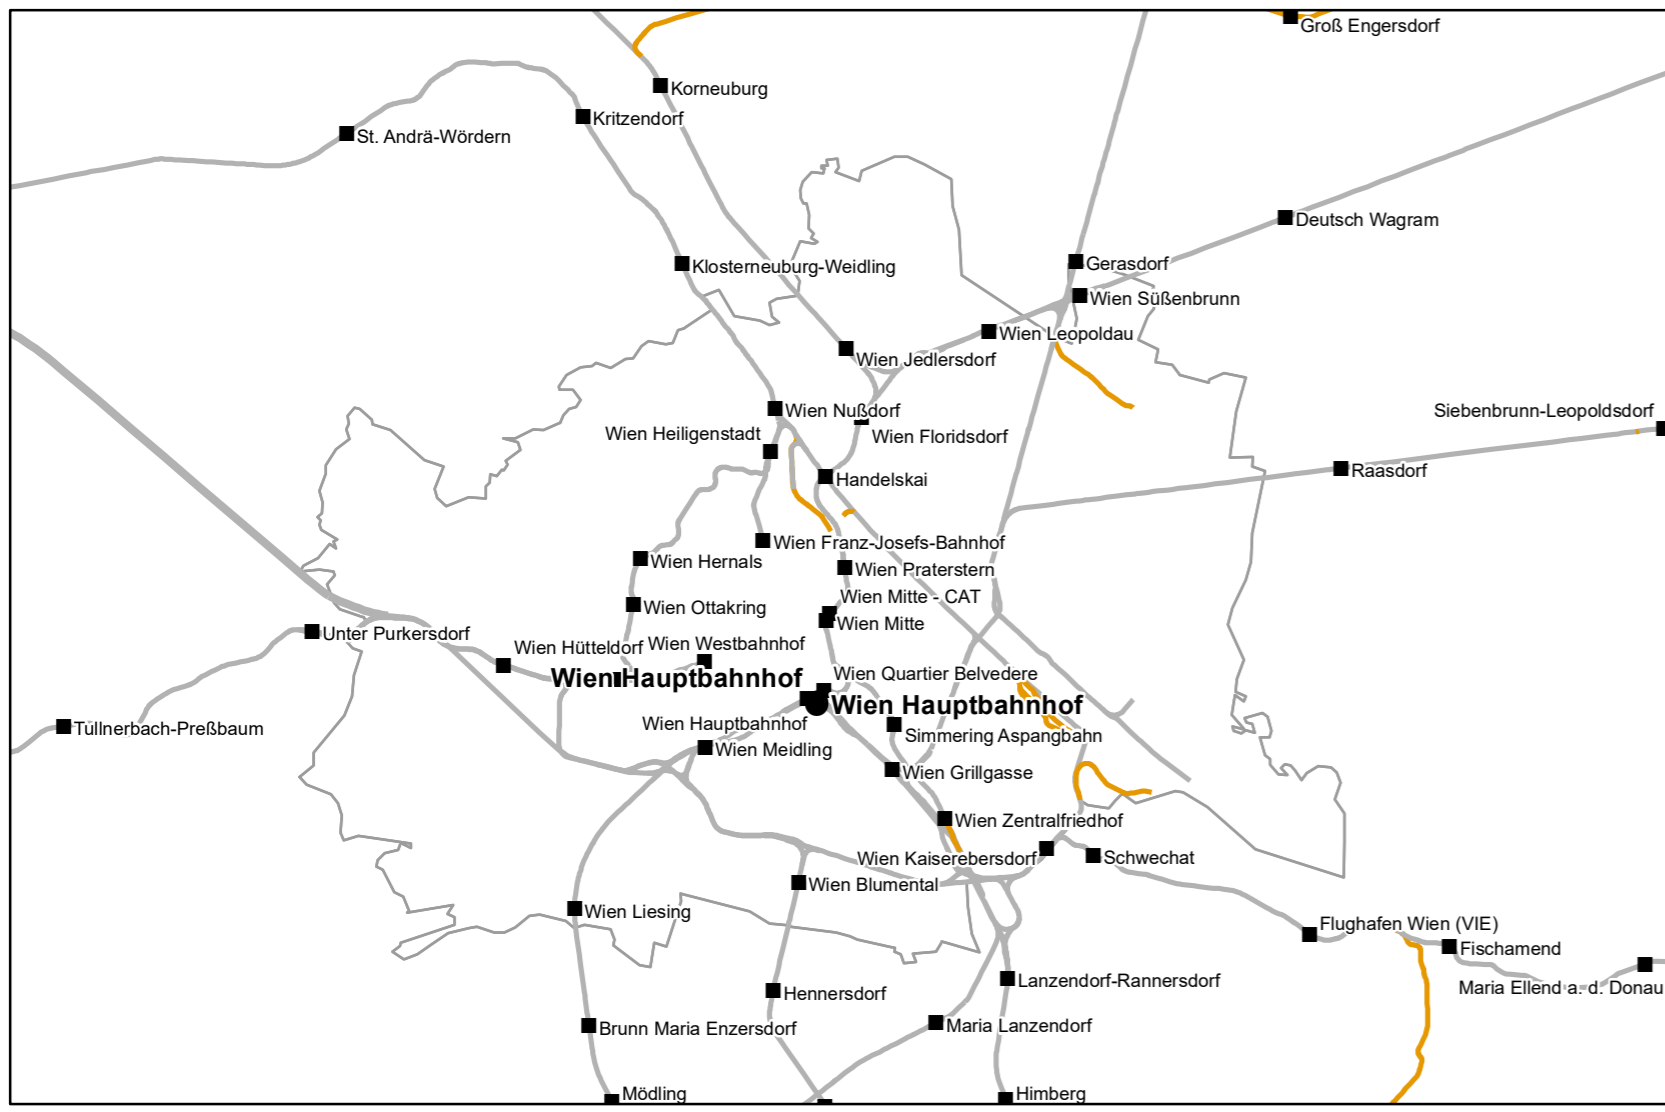 Groß Engersdorf
Korneuburg
Kritzendorf
St. Andrä-Wördern
Deutsch Wagram
Klosterneuburg-Weidling
Gerasdorf
Wien Süßenbrunn
Wien Leopoldau
Wien Jedlersdorf
Wien Nußdorf
Siebenbrunn-Leopoldsdorf
Wien Heiligenstadt
Wien Floridsdorf
Raasdorf
Handelskai
Wien Franz-Josefs-Bahnhof
Wien Hernals
Wien Praterstern
Wien Mitte - CAT
Wien Ottakring
Wien Mitte
Unter Purkersdorf
Wien Hütteldorf
Wien Westbahnhof
Wien Quartier Belvedere
Wien Hauptbahnhof
Wien Hauptbahnhof
Wien Hauptbahnhof
Tullnerbach-Preßbaum
Simmering Aspangbahn
Wien Meidling
Wien Grillgasse
Wien Zentralfriedhof
Wien Kaiserebersdorf
Schwechat
Wien Blumental
Wien Liesing
Flughafen Wien (VIE)
Fischamend
Lanzendorf-Rannersdorf
Maria Ellend a. d. Donau
Hennersdorf
Brunn Maria Enzersdorf
Maria Lanzendorf
Mödling
Himberg